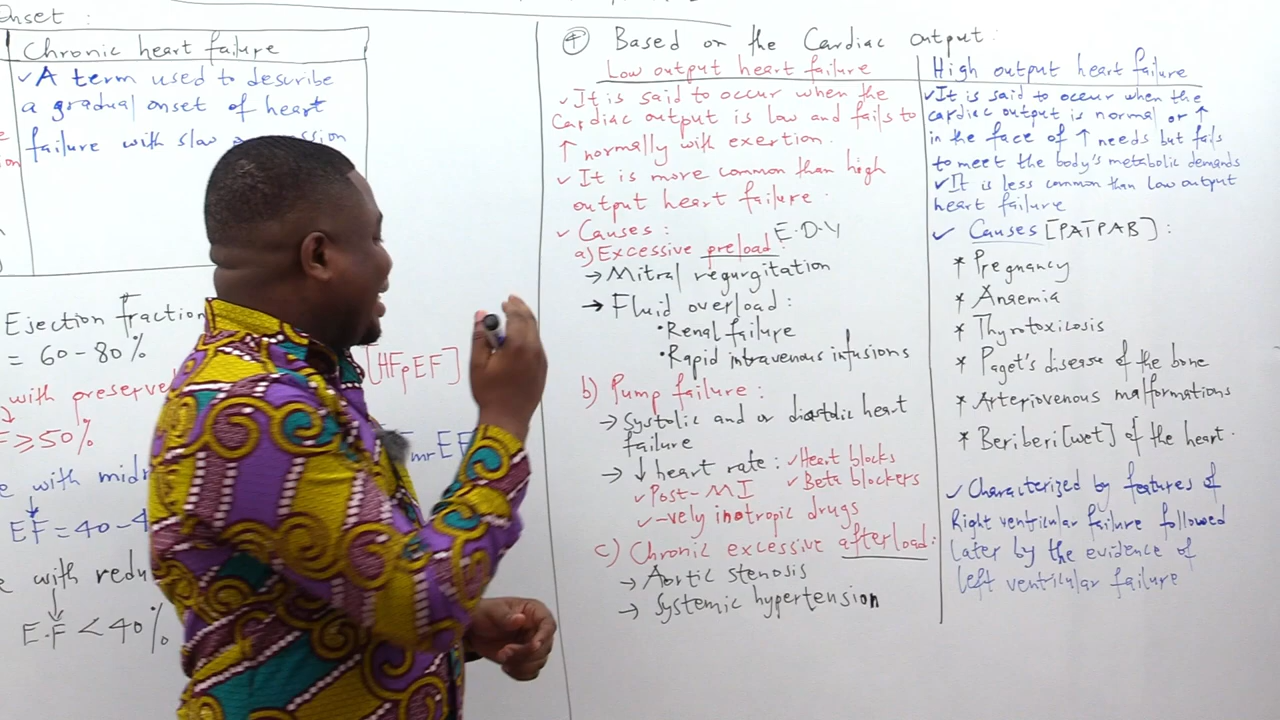 Onset :
Chronic heart failure
✓ A term used to describe
a gradual onset of heart
failure with slow
Ejection fraction
= 60-80%
with preserve
[HFpEF]
≥ 50%
with mid
mrEF
EF = 40-4
with redu
E.F < 40%
④ Based on the Cardiac output:
Low output heart failure
✓ It is said to occur when the
Cardiac output is low and fails to
↑ normally with exertion.
✓ It is more common than high
output heart failure.
✓ Causes : E-D-V
a) Excessive preload :
→ Mitral regurgitation
→ Fluid overload :
• Renal failure
• Rapid intravenous infusions
b) Pump failure :
→ Systolic and or diastolic heart
failure
→ ↓ heart rate : ✓ Heart blocks
✓ Post-MI ✓ Beta blockers
✓ -vely inotropic drugs
c) Chronic excessive afterload :
→ Aortic stenosis
→ Systemic hypertension
High output heart failure
✓ It is said to occur when the
cardiac output is normal or ↑
in the face of ↑ needs but fails
to meet the body's metabolic demands
✓ It is less common than low output
heart failure
✓ Causes [PATPAB] :
* Pregnancy
* Anaemia
* Thyrotoxicosis
* Paget's disease of the bone
* Arteriovenous malformations
* Beriberi [wet] of the heart.
✓ Characterized by features of
Right ventricular failure followed
later by the evidence of
left ventricular failure